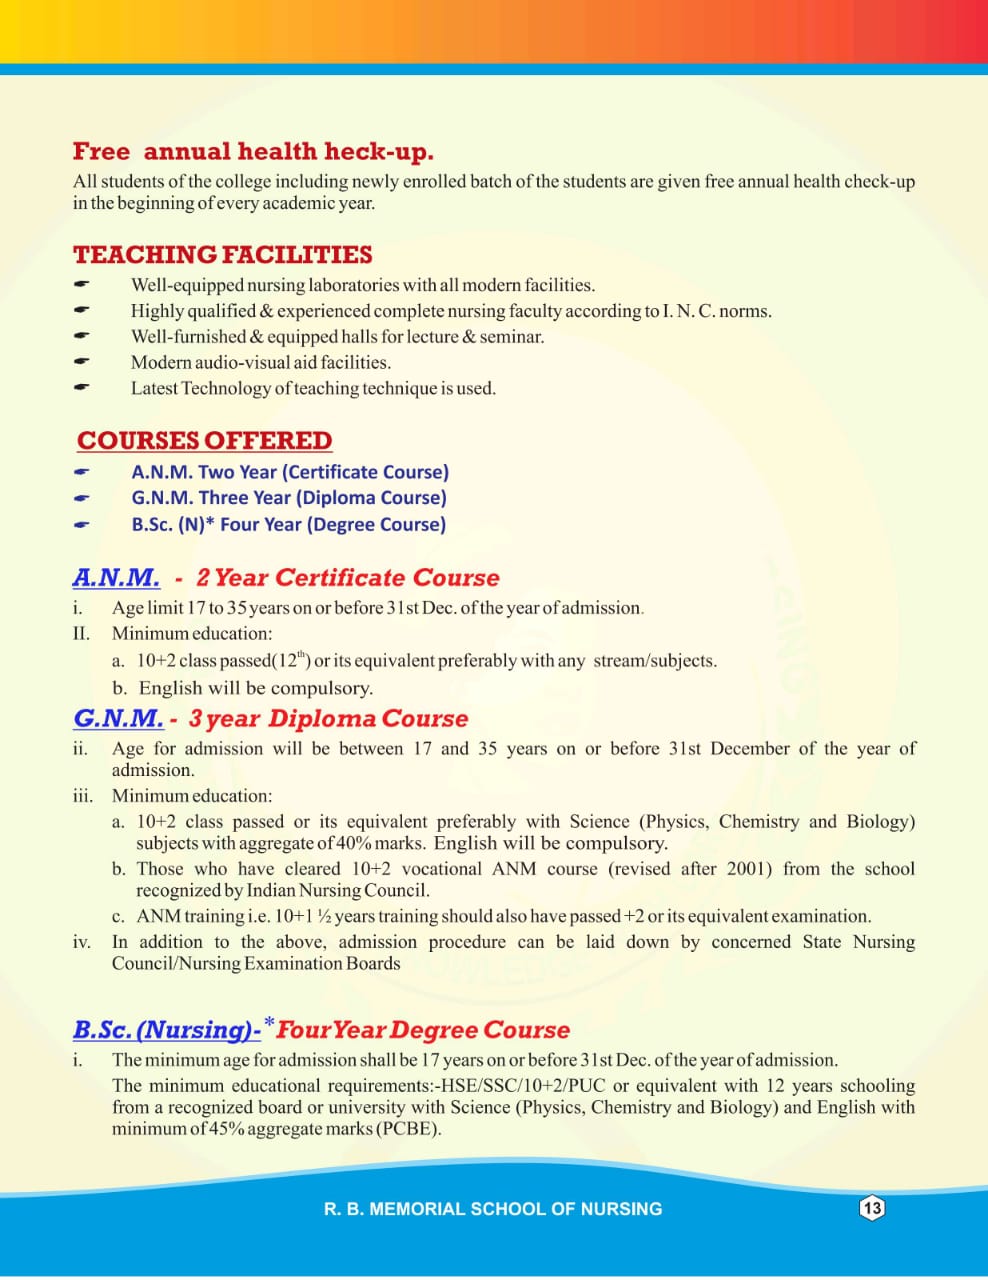 Free annual health heck-up.
All students of the college including newly enrolled batch of the students are given free annual health check-up
in the beginning of every academic year.
TEACHING FACILITIES
Well-equipped nursing laboratories with all modern facilities.
Highly qualified & experienced complete nursing faculty according to I. N. C. norms.
Well-furnished & equipped halls for lecture & seminar.
Modern audio-visual aid facilities.
Latest Technology of teaching technique is used.
COURSES OFFERED
A.N.M. Two Year (Certificate Course)
G.N.M. Three Year (Diploma Course)
B.Sc. (N)* Four Year (Degree Course)
A.N.M. - 2 Year Certificate Course
i. Age limit 17 to 35 years on or before 31st Dec. of the year of admission.
II. Minimum education:
a. 10+2 class passed(12th) or its equivalent preferably with any stream/subjects.
b. English will be compulsory.
G.N.M. - 3 year Diploma Course
ii. Age for admission will be between 17 and 35 years on or before 31st December of the year of
admission.
iii. Minimum education:
a. 10+2 class passed or its equivalent preferably with Science (Physics, Chemistry and Biology)
subjects with aggregate of 40% marks. English will be compulsory.
b. Those who have cleared 10+2 vocational ANM course (revised after 2001) from the school
recognized by Indian Nursing Council.
c. ANM training i.e. 10+1 ½ years training should also have passed +2 or its equivalent examination.
iv. In addition to the above, admission procedure can be laid down by concerned State Nursing
Council/Nursing Examination Boards
B.Sc. (Nursing)-* Four Year Degree Course
i. The minimum age for admission shall be 17 years on or before 31st Dec. of the year of admission.
The minimum educational requirements:-HSE/SSC/10+2/PUC or equivalent with 12 years schooling
from a recognized board or university with Science (Physics, Chemistry and Biology) and English with
minimum of 45% aggregate marks (PCBE).
R. B. MEMORIAL SCHOOL OF NURSING
13